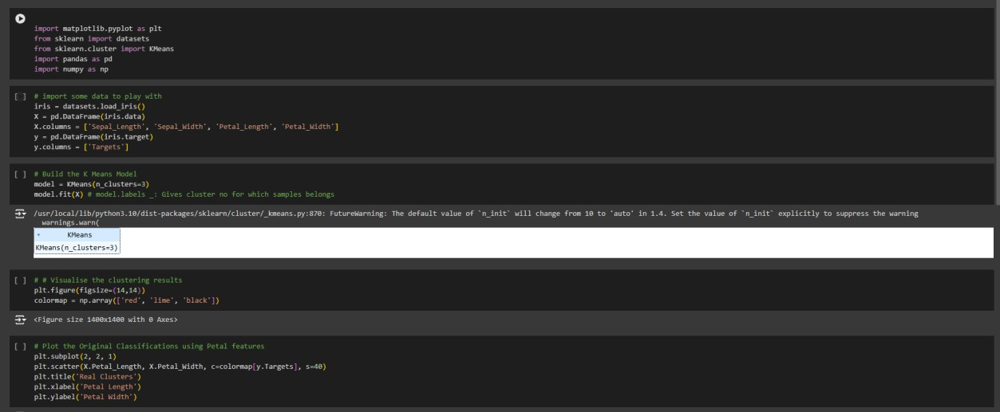 import matplotlib.pyplot as plt
from sklearn import datasets
from sklearn.cluster import KMeans
import pandas as pd
import numpy as np
[ ] # import some data to play with
iris = datasets.load_iris()
X = pd.DataFrame(iris.data)
X.columns = ['Sepal_Length', 'Sepal_Width', 'Petal_Length', 'Petal_Width']
y = pd.DataFrame(iris.target)
y.columns = ['Targets']
[ ] # Build the K Means Model
model = KMeans(n_clusters=3)
model.fit(X) # model.labels _: Gives cluster no for which samples belongs
/usr/local/lib/python3.10/dist-packages/sklearn/cluster/_kmeans.py:870: FutureWarning: The default value of `n_init` will change from 10 to 'auto' in 1.4. Set the value of `n_init` explicitly to suppress the warning
warnings.warn(
KMeans
KMeans(n_clusters=3)
[ ] # # Visualise the clustering results
plt.figure(figsize=(14,14))
colormap = np.array(['red', 'lime', 'black'])
<Figure size 1400x1400 with 0 Axes>
[ ] # Plot the Original Classifications using Petal features
plt.subplot(2, 2, 1)
plt.scatter(X.Petal_Length, X.Petal_Width, c=colormap[y.Targets], s=40)
plt.title('Real Clusters')
plt.xlabel('Petal Length')
plt.ylabel('Petal Width')